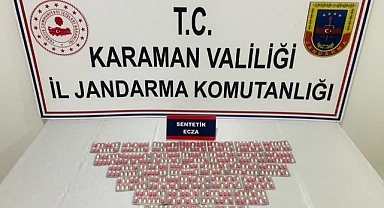 T.C.
KARAMAN VALİLİĞİ
İL JANDARMA KOMUTANLIĞI
SENTETİK
ECZA